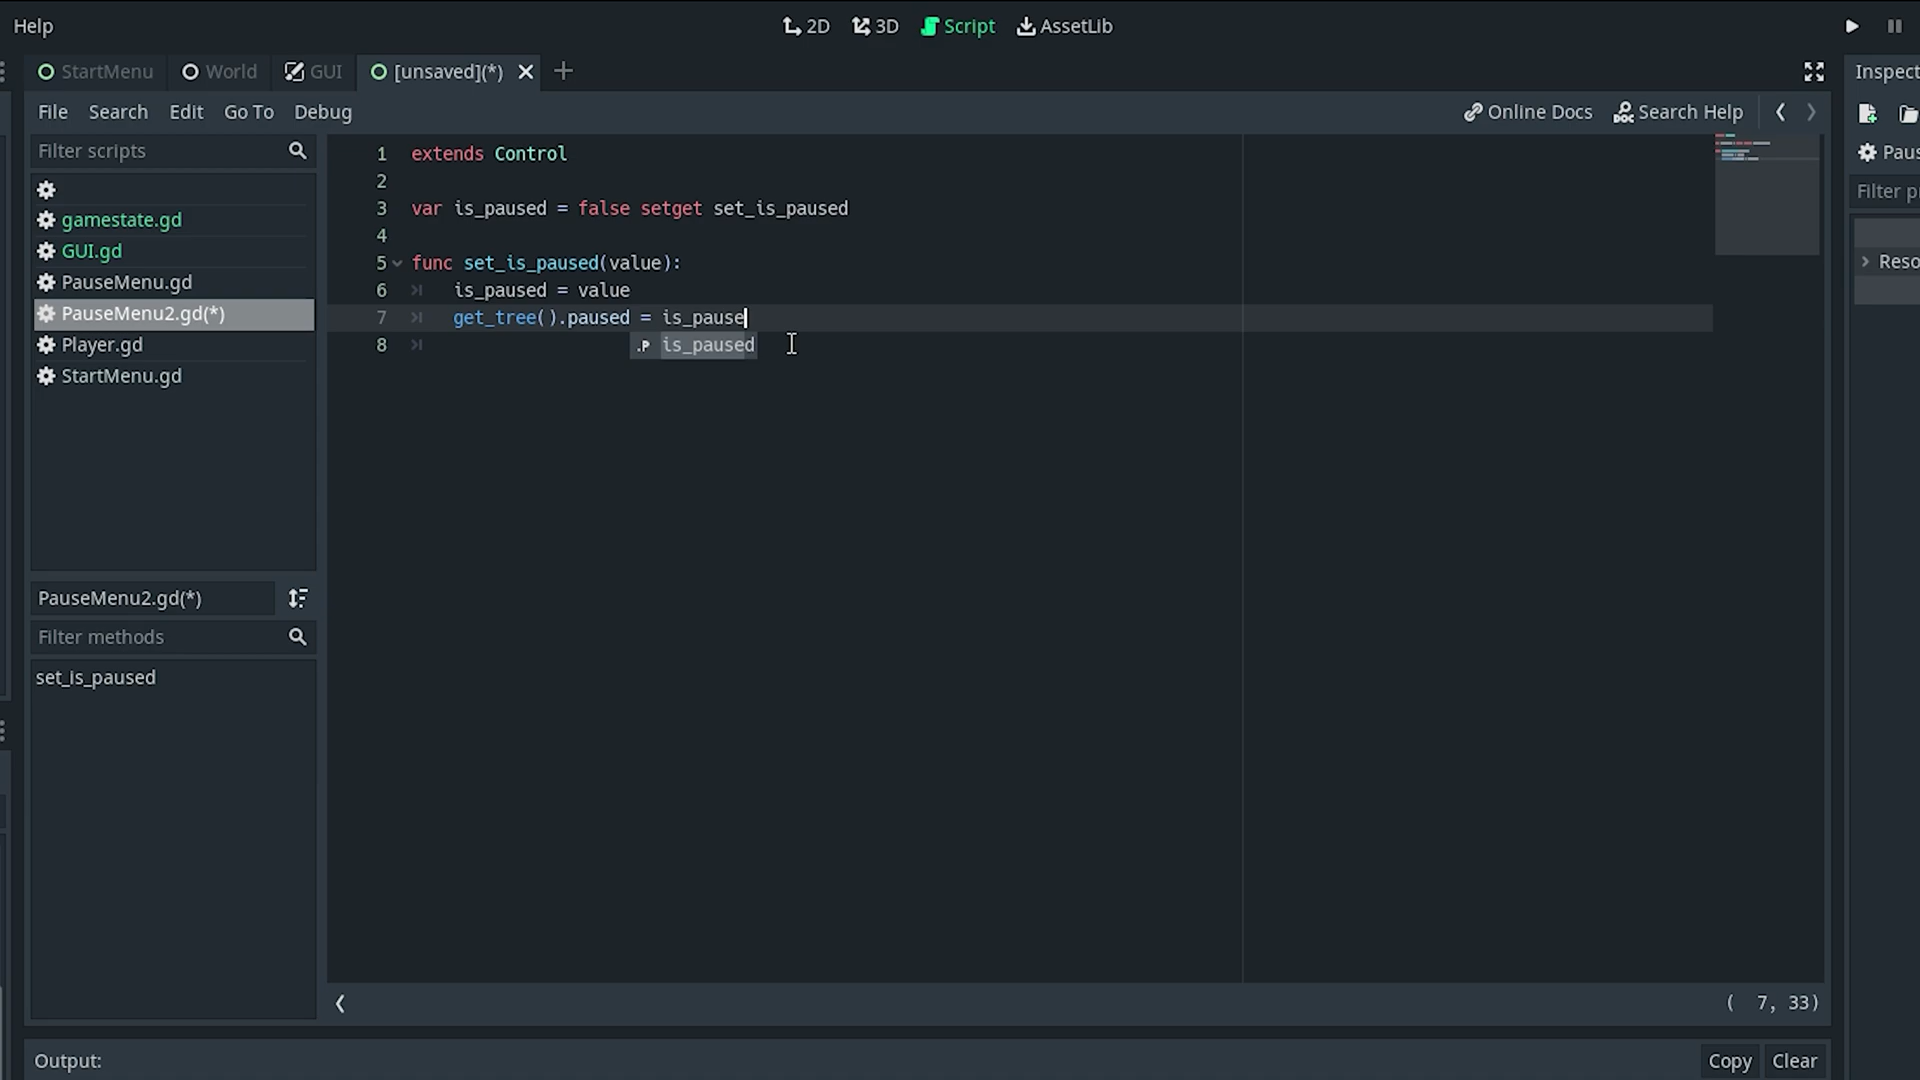 Help 2D 3D Script AssetLib
StartMenu World GUI [unsaved](*)
Inspect
File Search Edit Go To Debug Online Docs Search Help
Filter scripts
gamestate.gd
GUI.gd
PauseMenu.gd
PauseMenu2.gd(*)
Player.gd
StartMenu.gd
PauseMenu2.gd(*)
Filter methods
set_is_paused
1 extends Control
2
3 var is_paused = false setget set_is_paused
4
5 func set_is_paused(value):
6 is_paused = value
7 get_tree().paused = is_pause
8
.P is_paused
Paus
Filter p
Reso
( 7, 33)
Output: Copy Clear